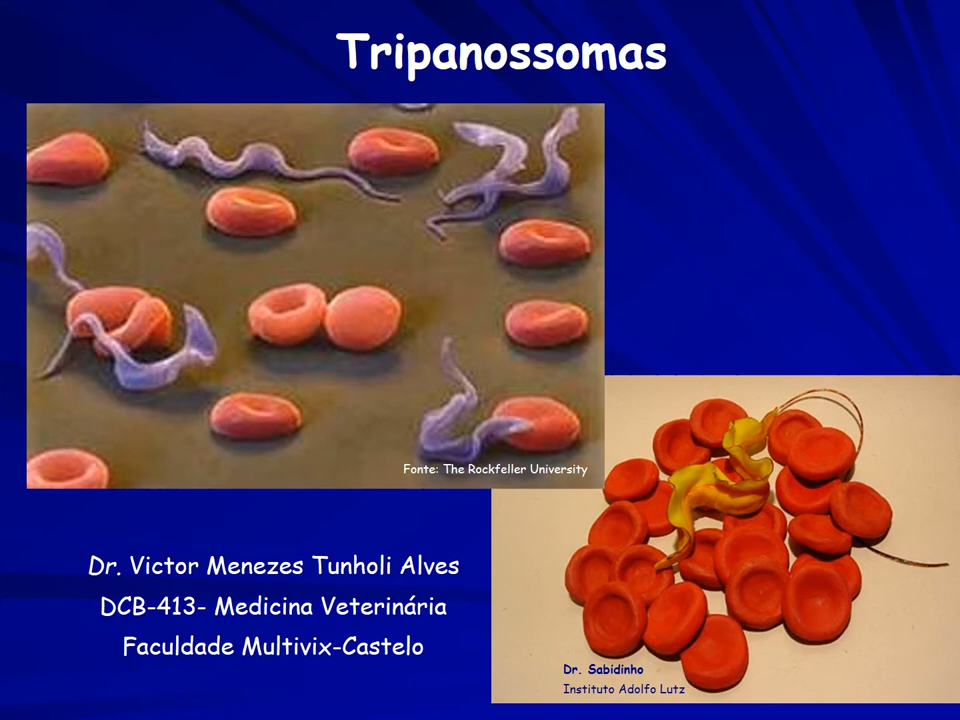 Tripanossomas
Fonte: The Rockfeller University
Dr. Victor Menezes Tunholi Alves
DCB-413- Medicina Veterinária
Faculdade Multivix-Castelo
Dr. Sabidinho
Instituto Adolfo Lutz